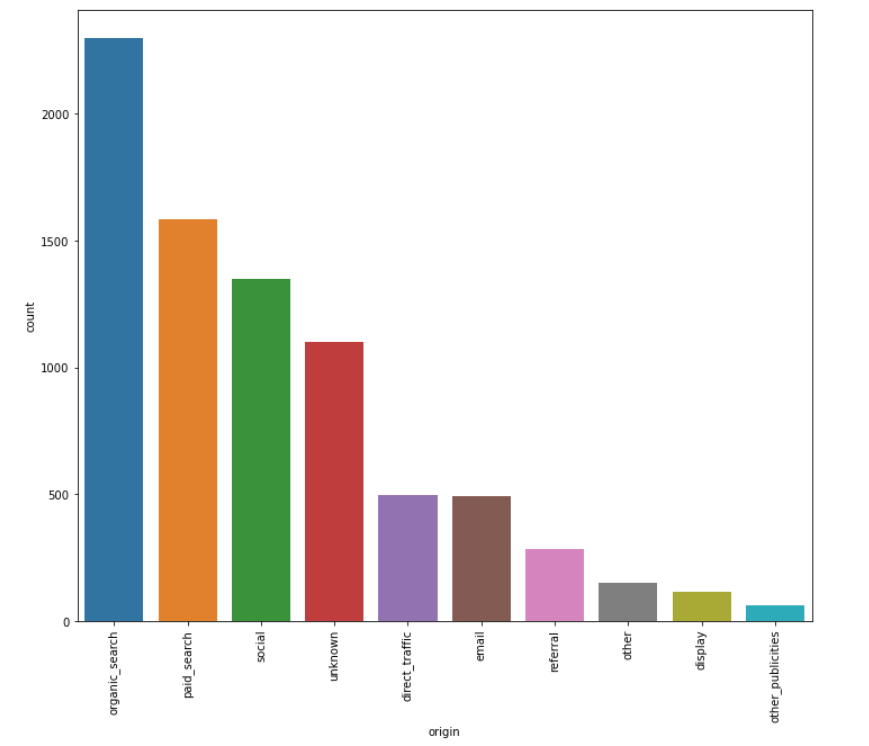 2000
1500
1000
500
0
count
organic_search
paid_search
social
unknown
direct_traffic
email
referral
other
display
other_publicities
origin